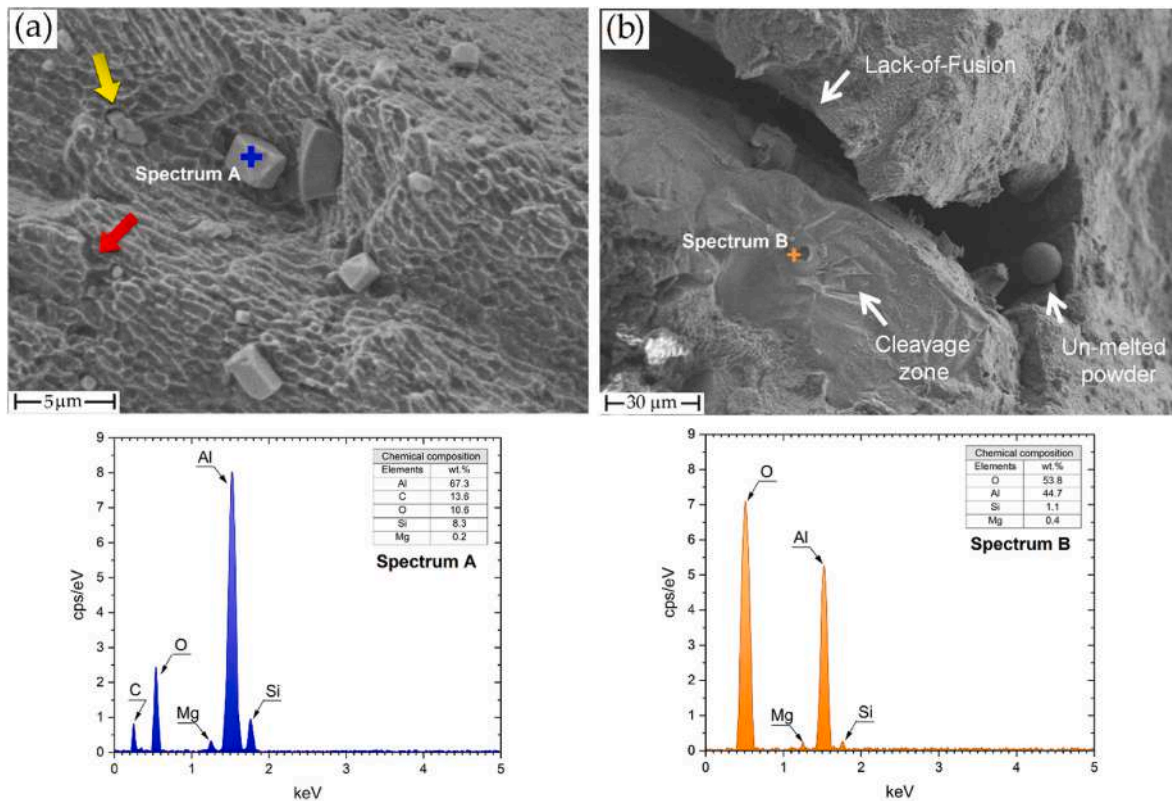 (a)
Spectrum A
5 μm
(b)
Lack-of-Fusion
Spectrum B
Cleavage
zone
Un-melted
powder
30 μm
9
8
7
6
5
4
3
2
1
0
cps/eV
0 1 2 3 4 5
keV
C
O
Mg
Al
Si
Chemical composition
Elements wt.%
Al 67.3
C 13.6
O 10.6
Si 8.3
Mg 0.2
Spectrum A
9
8
7
6
5
4
3
2
1
0
cps/eV
0 1 2 3 4 5
keV
O
Mg
Al
Si
Chemical composition
Elements wt.%
O 53.8
Al 44.7
Si 1.1
Mg 0.4
Spectrum B